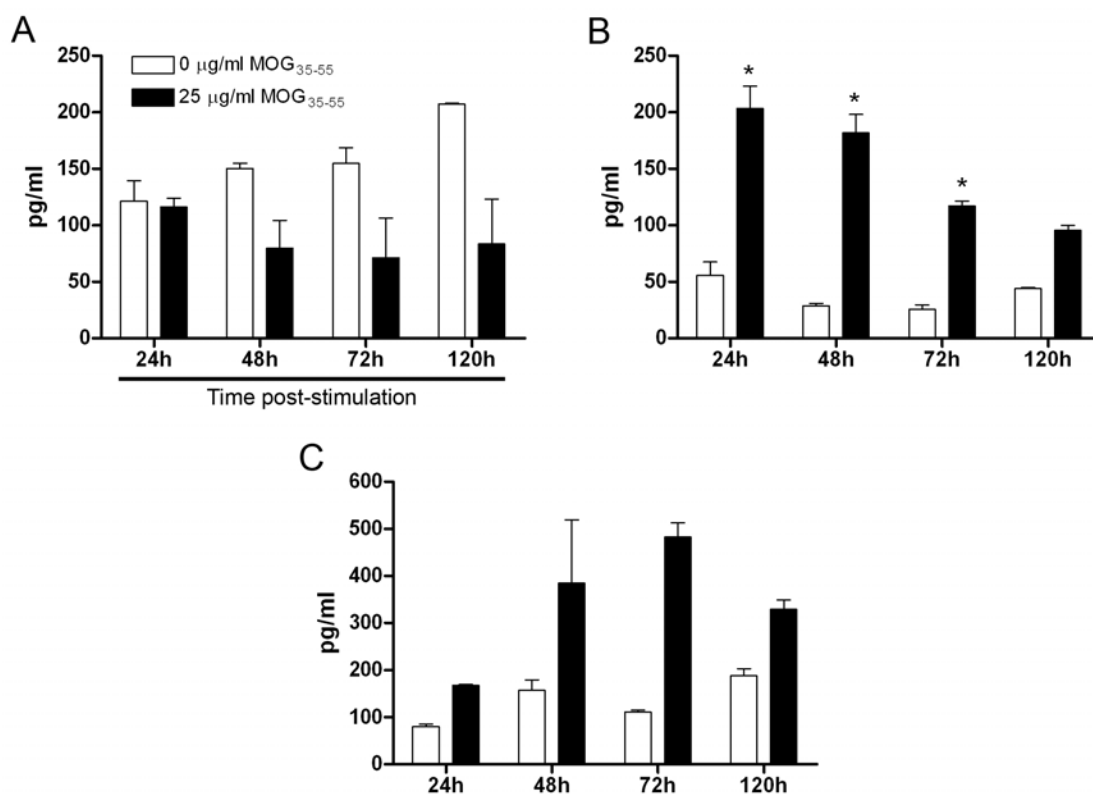 A
0 µg/ml MOG35-55
25 µg/ml MOG35-55
250
200
150
100
50
0
pg/ml
24h 48h 72h 120h
Time post-stimulation
B
250
200
150
100
50
0
pg/ml
* * *
24h 48h 72h 120h
C
600
500
400
300
200
100
0
pg/ml
24h 48h 72h 120h